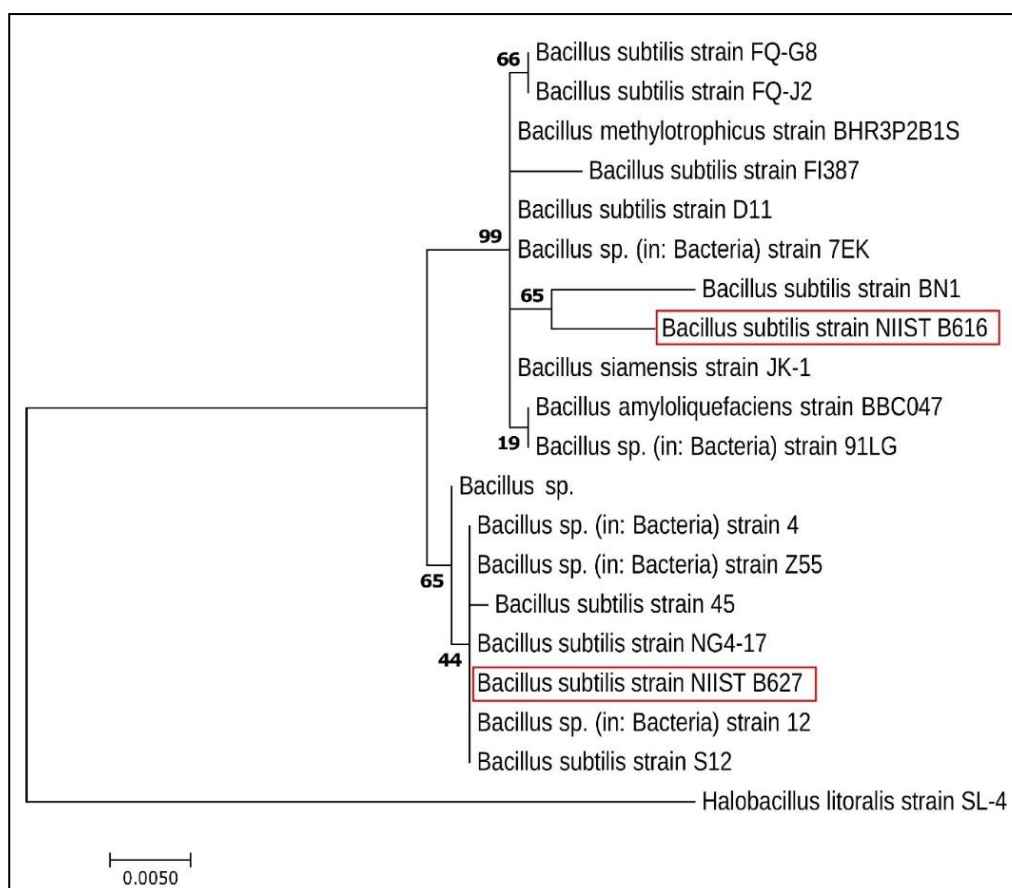 66
Bacillus subtilis strain FQ-G8
Bacillus subtilis strain FQ-J2
Bacillus methylotrophicus strain BHR3P2B1S
Bacillus subtilis strain FI387
Bacillus subtilis strain D11
99
Bacillus sp. (in: Bacteria) strain 7EK
65
Bacillus subtilis strain BN1
Bacillus subtilis strain NIIST B616
Bacillus siamensis strain JK-1
Bacillus amyloliquefaciens strain BBC047
19
Bacillus sp. (in: Bacteria) strain 91LG
Bacillus sp.
Bacillus sp. (in: Bacteria) strain 4
Bacillus sp. (in: Bacteria) strain Z55
65
Bacillus subtilis strain 45
Bacillus subtilis strain NG4-17
44
Bacillus subtilis strain NIIST B627
Bacillus sp. (in: Bacteria) strain 12
Bacillus subtilis strain S12
Halobacillus litoralis strain SL-4
0.0050